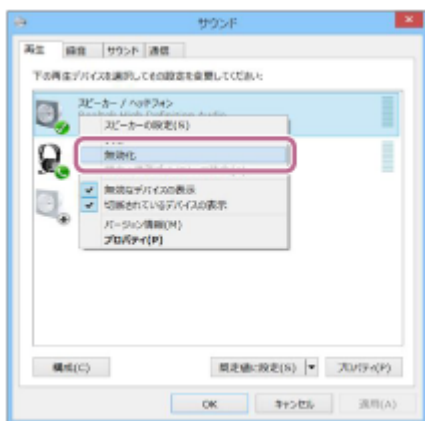 サウンド
再生 録音 サウンド 通信
下の再生デバイスを選択してその設定を変更してください:
スピーカー / ヘッドフォン
Realtek High Definition Audio
スピーカーの設定(S)
無効化
無効なデバイスの表示
切断されているデバイスの表示
バージョン情報(M)
プロパティ(P)
構成(C) 既定値に設定(S) プロパティ(P)
OK キャンセル 適用(A)